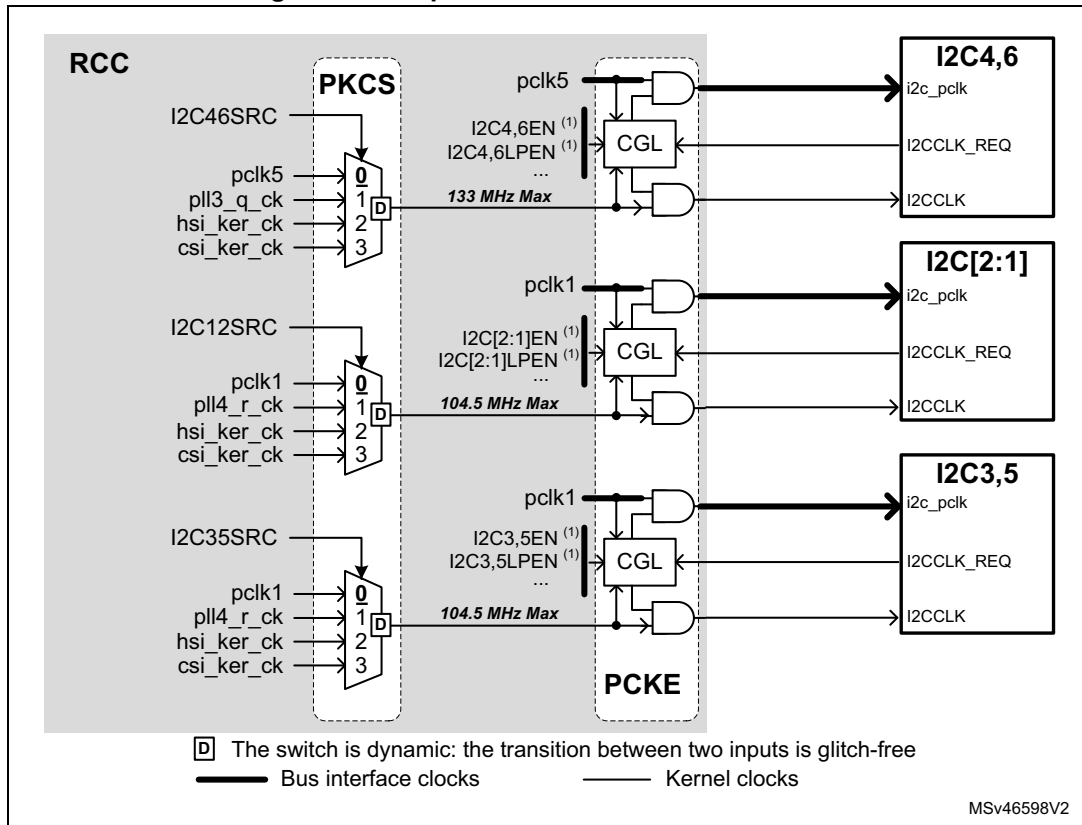 RCC
PKCS
I2C46SRC
pclk5
pll3_q_ck
hsi_ker_ck
csi_ker_ck
0
1
2
3
D
133 MHz Max
pclk5
I2C4,6EN (1)
I2C4,6LPEN (1)
...
CGL
I2C4,6
i2c_pclk
I2CCLK_REQ
I2CCLK
I2C12SRC
pclk1
pll4_r_ck
hsi_ker_ck
csi_ker_ck
0
1
2
3
D
104.5 MHz Max
pclk1
I2C[2:1]EN (1)
I2C[2:1]LPEN (1)
...
CGL
I2C[2:1]
i2c_pclk
I2CCLK_REQ
I2CCLK
I2C35SRC
pclk1
pll4_r_ck
hsi_ker_ck
csi_ker_ck
0
1
2
3
D
104.5 MHz Max
pclk1
I2C3,5EN (1)
I2C3,5LPEN (1)
...
CGL
I2C3,5
i2c_pclk
I2CCLK_REQ
I2CCLK
PCKE
D The switch is dynamic: the transition between two inputs is glitch-free
Bus interface clocks Kernel clocks
MSv46598V2